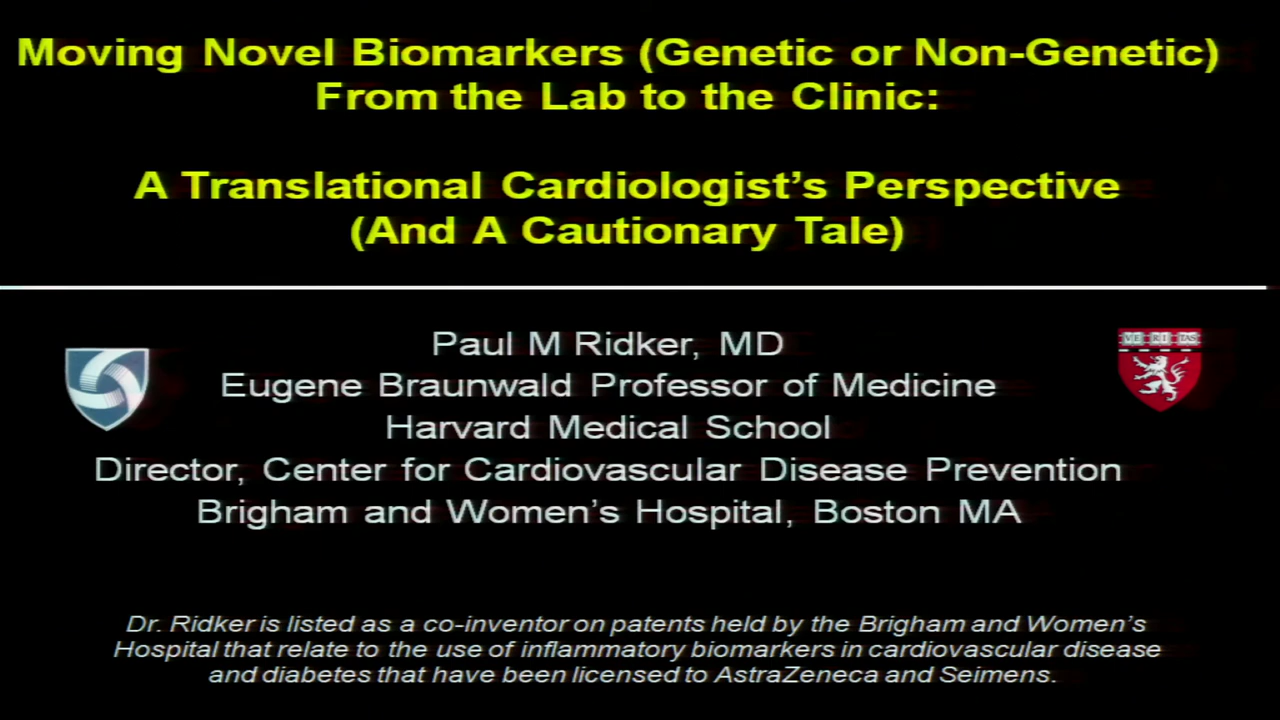 Moving Novel Biomarkers (Genetic or Non-Genetic)
From the Lab to the Clinic:
A Translational Cardiologist's Perspective
(And A Cautionary Tale)
Paul M Ridker, MD
Eugene Braunwald Professor of Medicine
Harvard Medical School
Director, Center for Cardiovascular Disease Prevention
Brigham and Women's Hospital, Boston MA
VE RI TAS
Dr. Ridker is listed as a co-inventor on patents held by the Brigham and Women's
Hospital that relate to the use of inflammatory biomarkers in cardiovascular disease
and diabetes that have been licensed to AstraZeneca and Seimens.